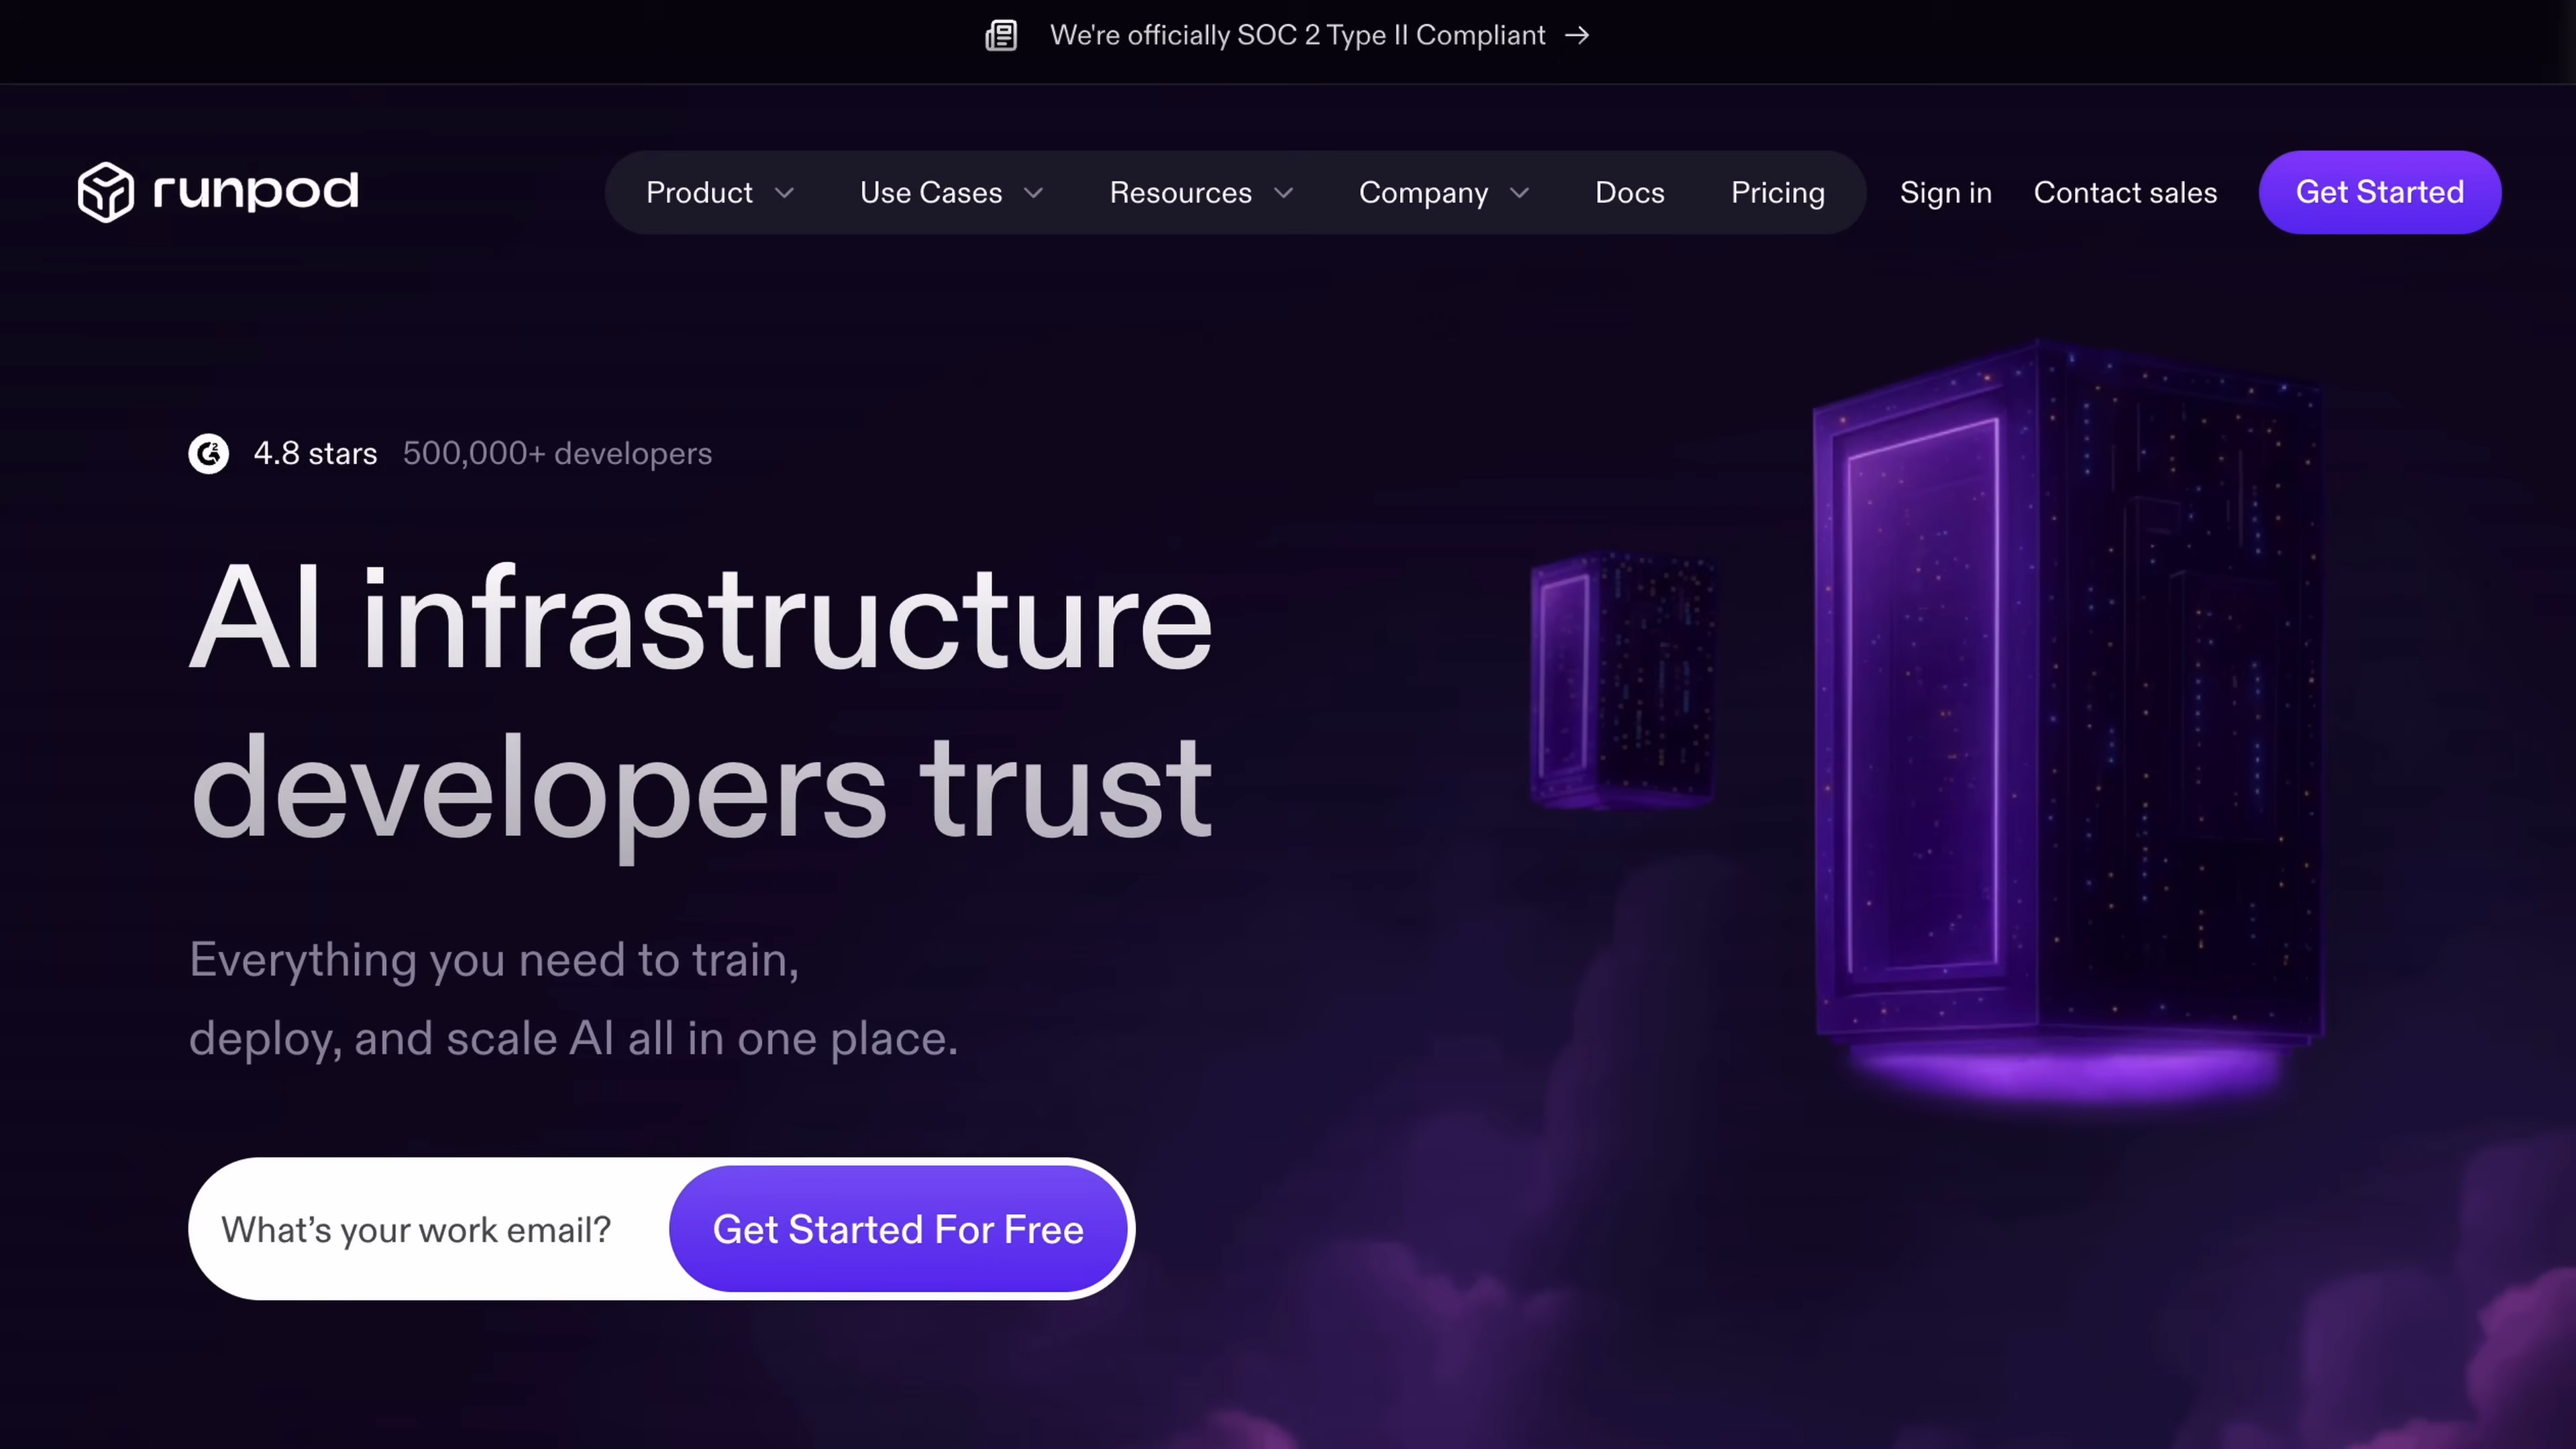 We're officially SOC 2 Type II Compliant →
runpod
Product
Use Cases
Resources
Company
Docs
Pricing
Sign in
Contact sales
Get Started
4.8 stars 500,000+ developers
AI infrastructure
developers trust
Everything you need to train,
deploy, and scale AI all in one place.
What’s your work email?
Get Started For Free